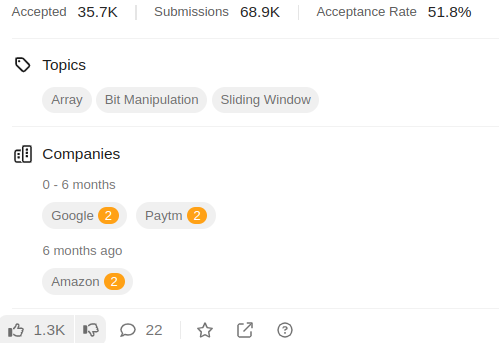 Accepted 35.7K Submissions 68.9K Acceptance Rate 51.8%
Topics
Array Bit Manipulation Sliding Window
Companies
0 - 6 months
Google 2 Paytm 2
6 months ago
Amazon 2
1.3K 22